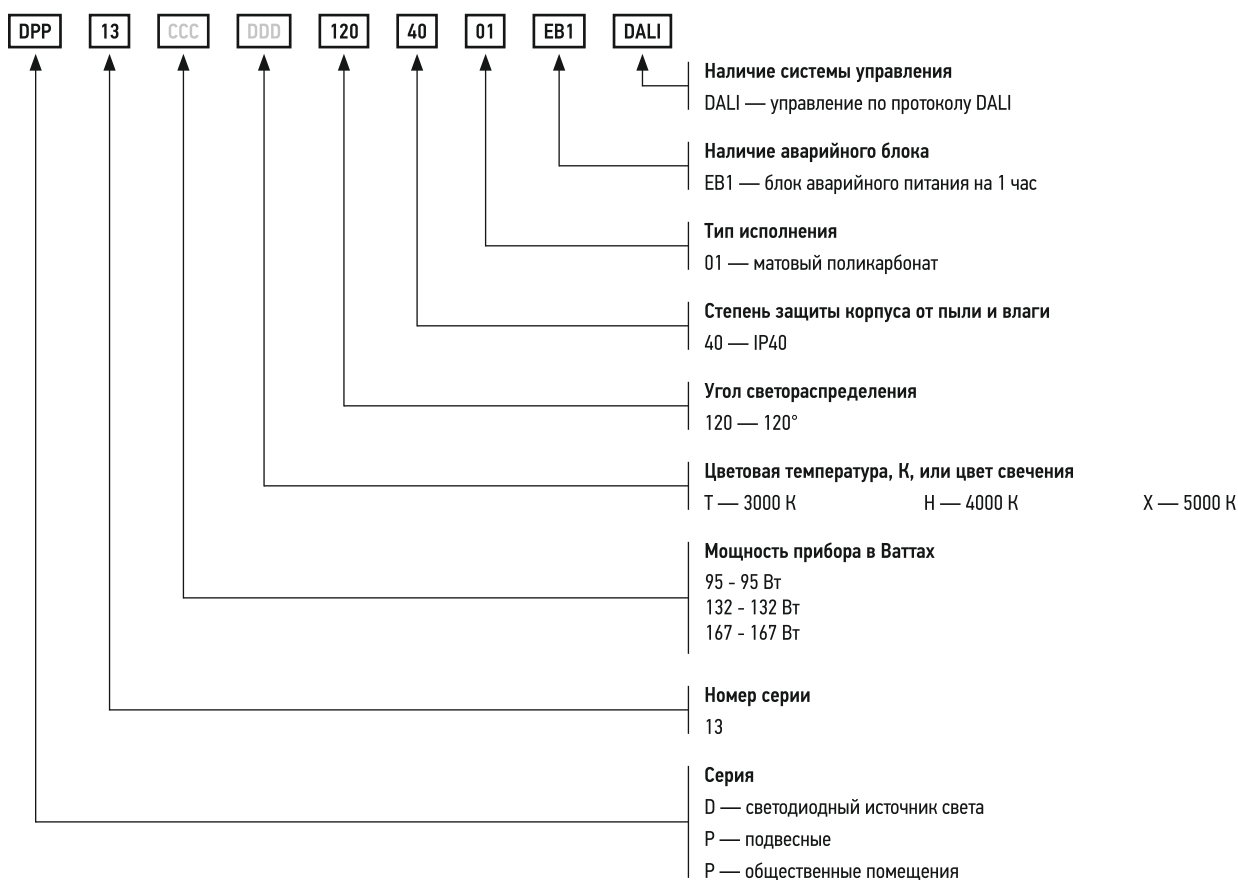 DPP 13 CCC DDD 120 40 01 EB1 DALI
Наличие системы управления
DALI — управление по протоколу DALI
Наличие аварийного блока
EB1 — блок аварийного питания на 1 час
Тип исполнения
01 — матовый поликарбонат
Степень защиты корпуса от пыли и влаги
40 — IP40
Угол светораспределения
120 — 120°
Цветовая температура, К, или цвет свечения
Т — 3000 К Н — 4000 К Х — 5000 К
Мощность прибора в Ваттах
95 - 95 Вт
132 - 132 Вт
167 - 167 Вт
Номер серии
13
Серия
D — светодиодный источник света
P — подвесные
P — общественные помещения